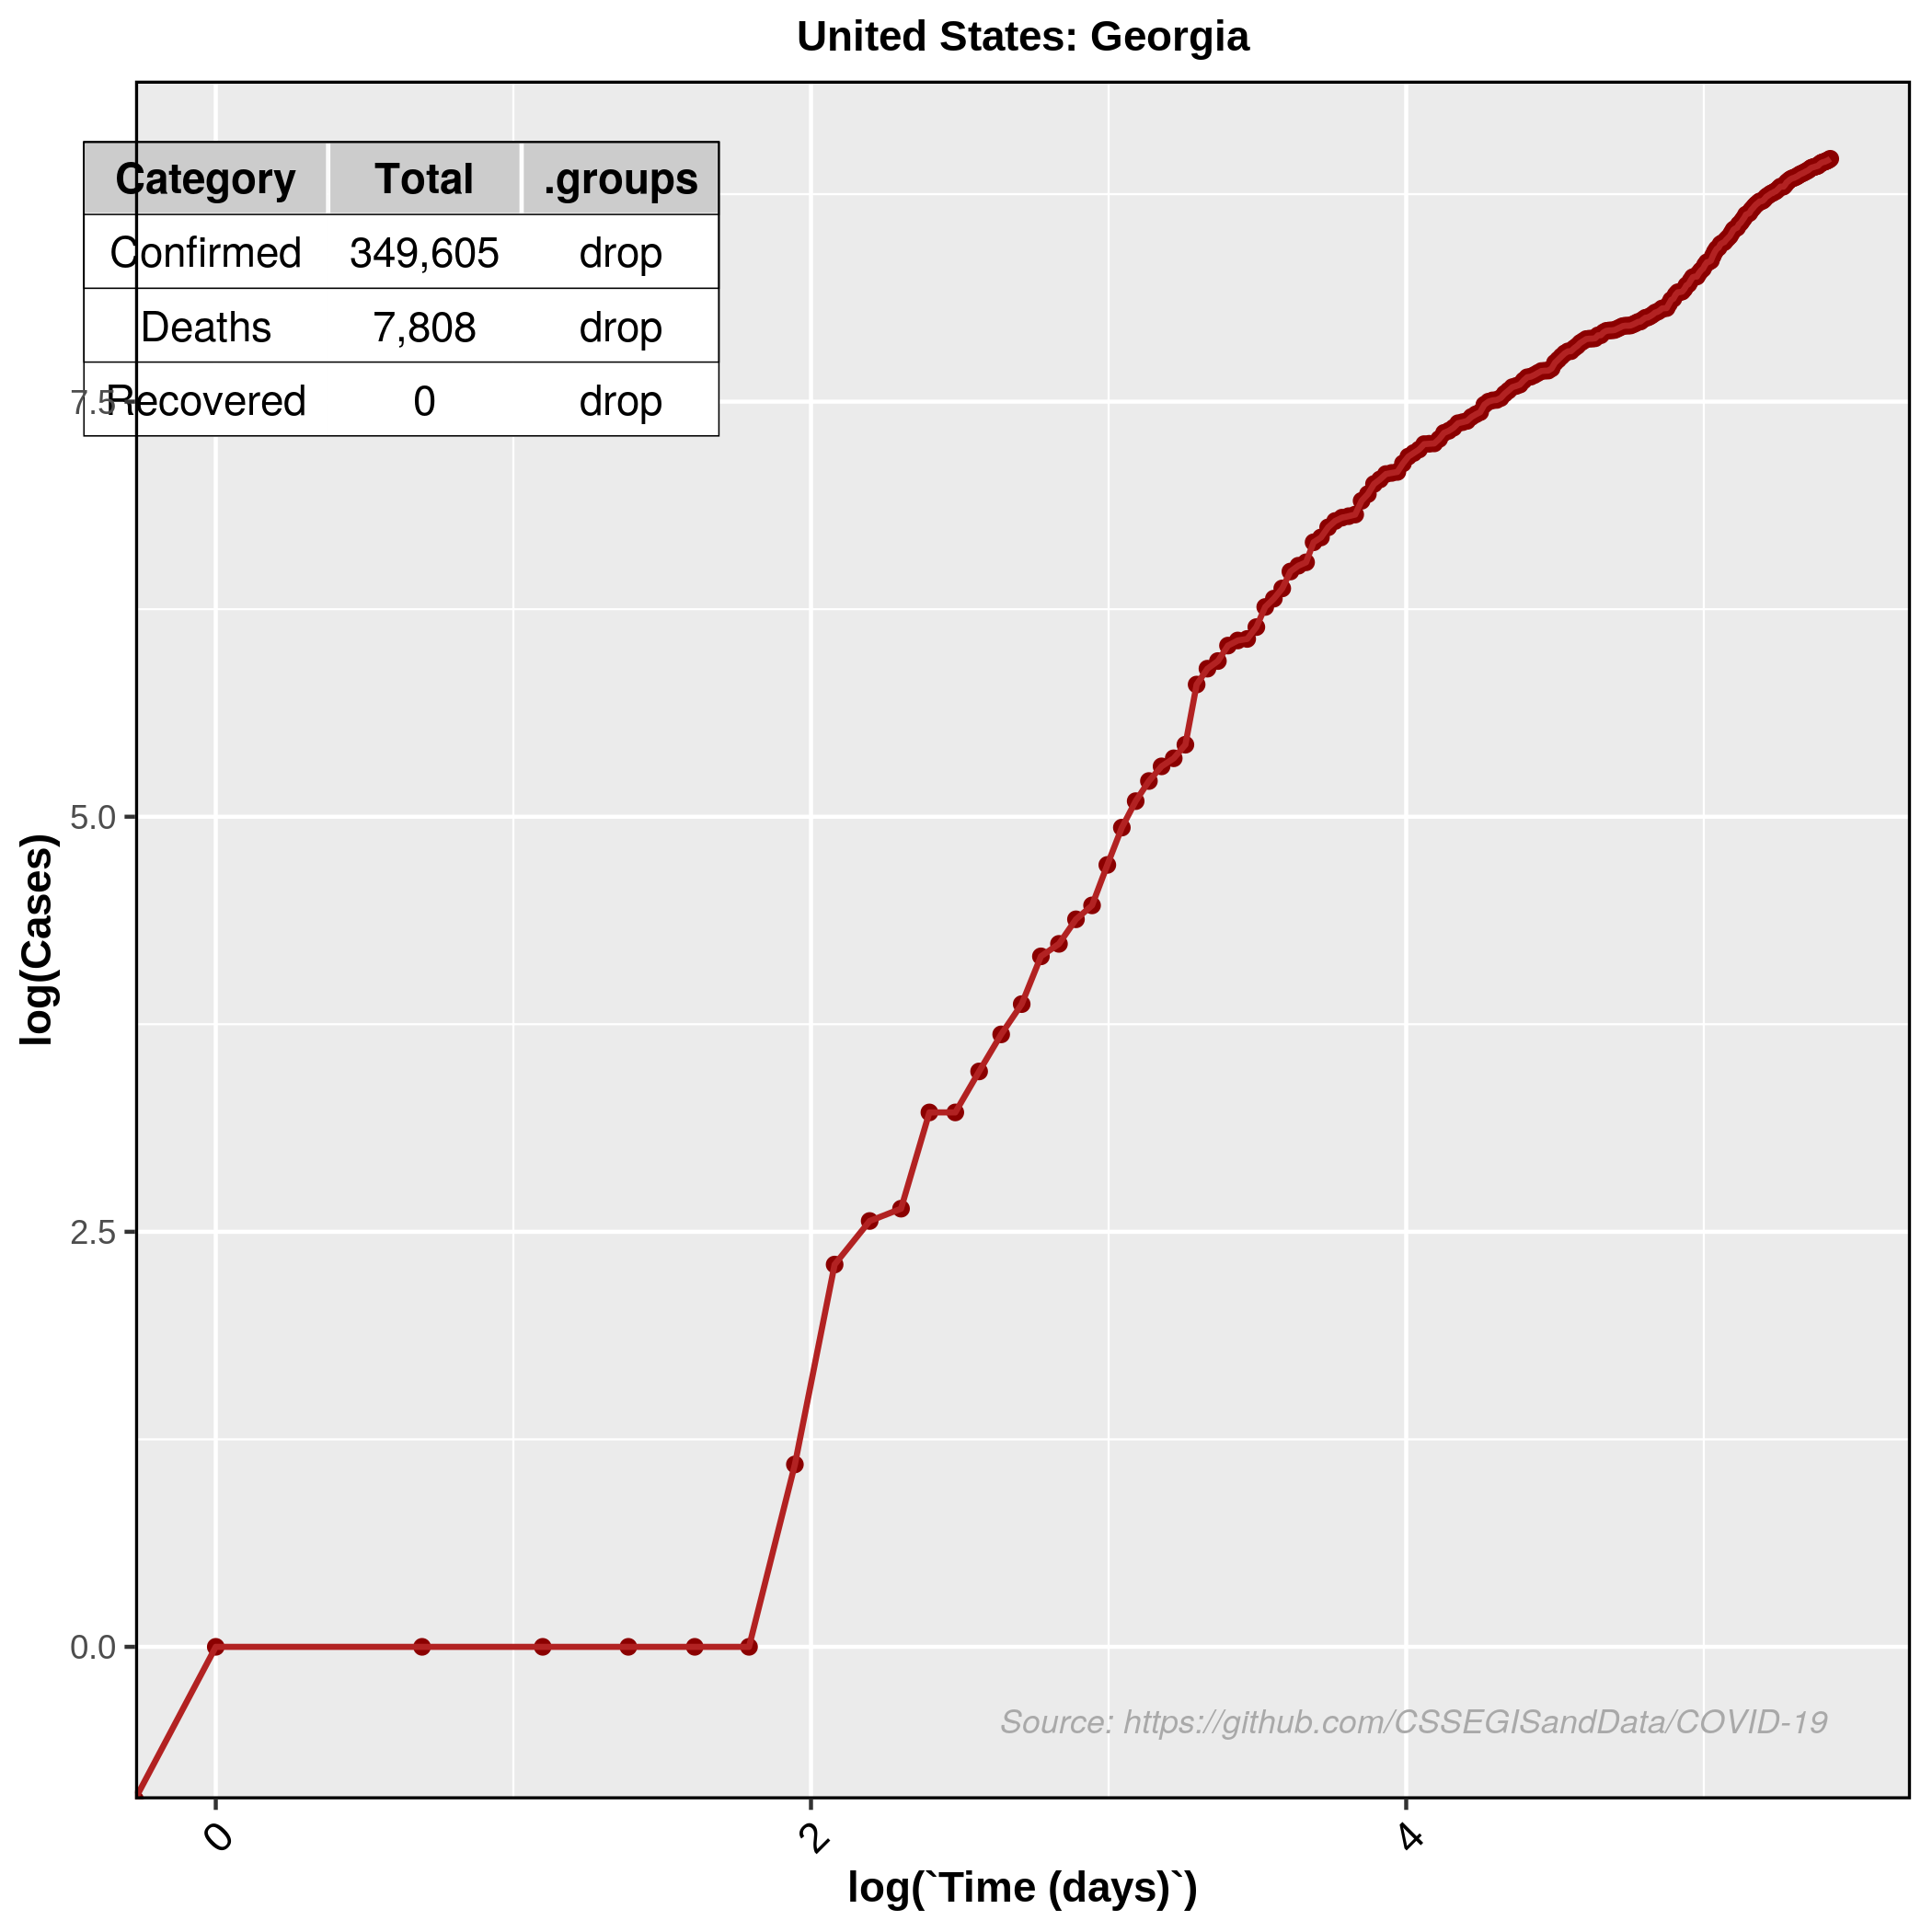 United States: Georgia
Category Total .groups
Confirmed 349,605 drop
Deaths 7,808 drop
Recovered 0 drop
7.5
5.0
2.5
0.0
log(Cases)
Source: https://github.com/CSSEGISandData/COVID-19
0 2 4
log(`Time (days)`)